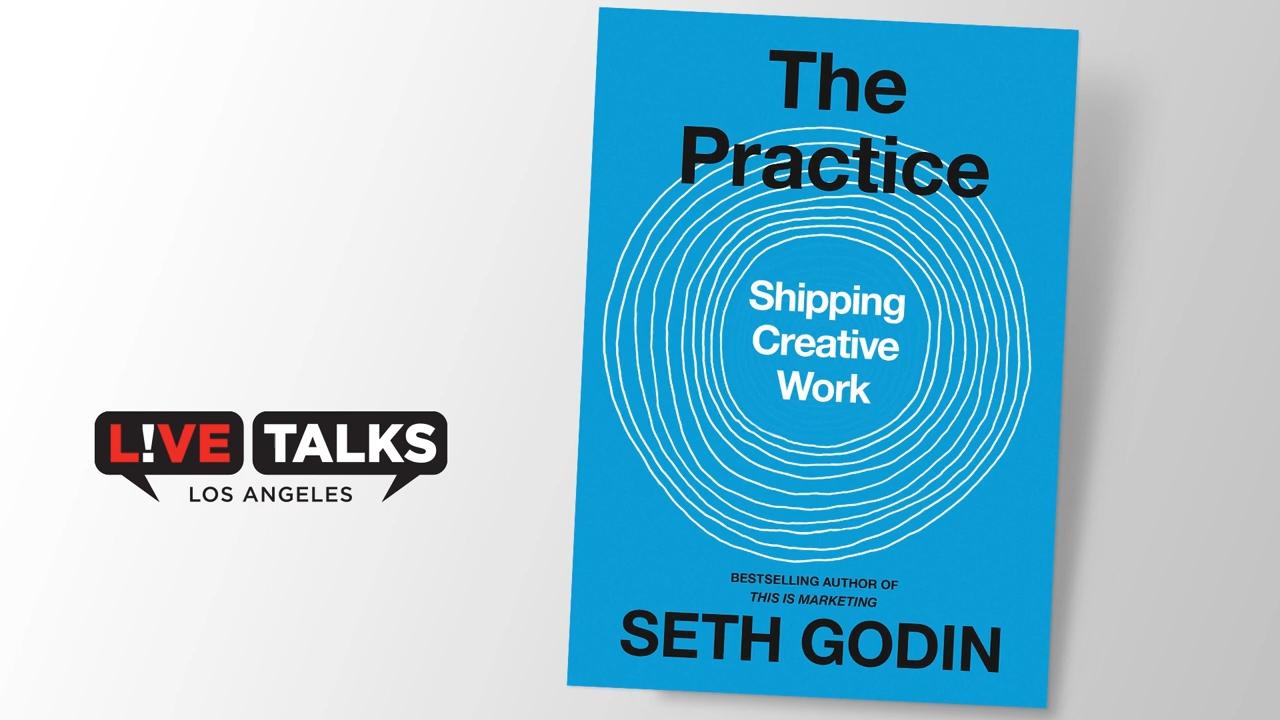 The
Practice
Shipping
Creative
Work
BESTSELLING AUTHOR OF
THIS IS MARKETING
SETH GODIN
L!VE TALKS
LOS ANGELES